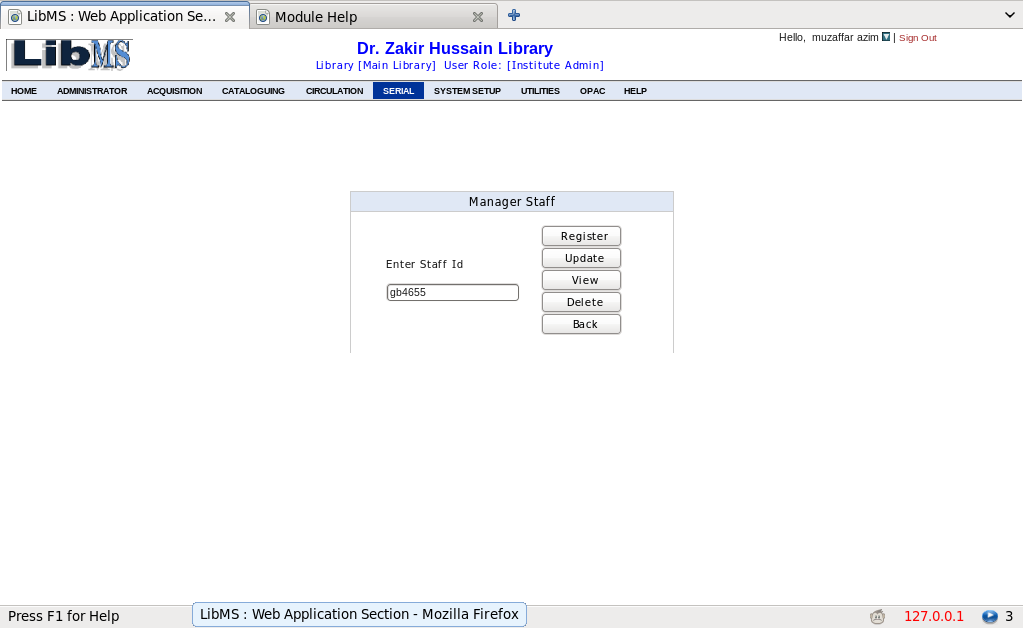 LibMS : Web Application Se... Module Help
LibMS
Dr. Zakir Hussain Library
Library [Main Library] User Role: [Institute Admin]
Hello, muzaffar azim | Sign Out
HOME ADMINISTRATOR ACQUISITION CATALOGUING CIRCULATION SERIAL SYSTEM SETUP UTILITIES OPAC HELP
Manager Staff
Enter Staff Id
gb4655
Register
Update
View
Delete
Back
Press F1 for Help LibMS : Web Application Section - Mozilla Firefox 127.0.0.1 3